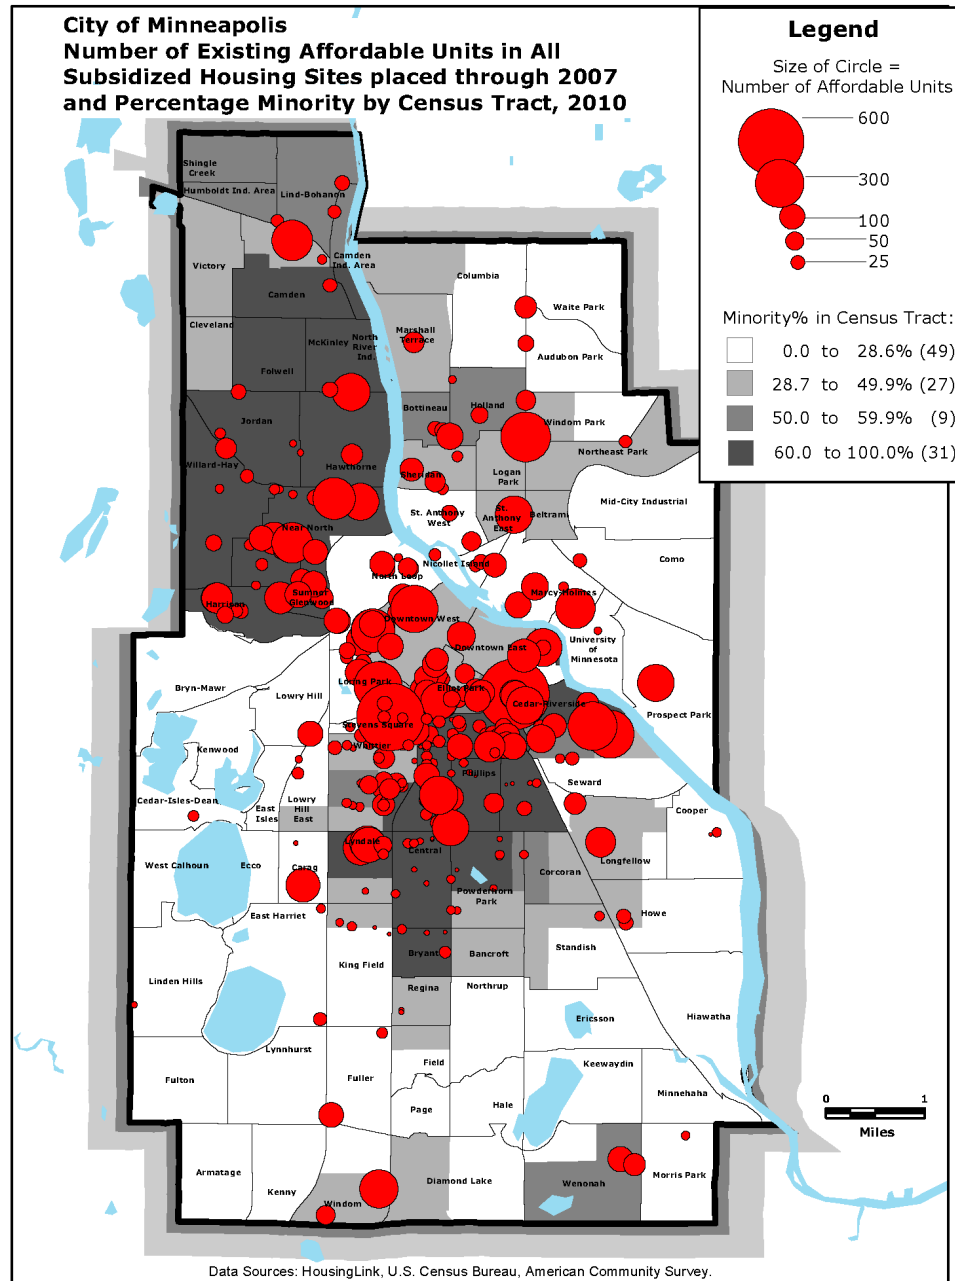 City of Minneapolis
Number of Existing Affordable Units in All
Subsidized Housing Sites placed through 2007
and Percentage Minority by Census Tract, 2010
Legend
Size of Circle =
Number of Affordable Units
600
300
100
50
25
Minority% in Census Tract:
0.0 to 28.6% (49)
28.7 to 49.9% (27)
50.0 to 59.9% (9)
60.0 to 100.0% (31)
Shingle
Creek
Humboldt Ind. Area
Lind-Bohanon
Victory
Camden
Ind. Area
Columbia
Camden
Waite Park
Cleveland
McKinley
North
River
Ind.
Marshall
Terrace
Audubon Park
Folwell
Jordan
Bottineau
Holland
Windom Park
Northeast Park
Willard-Hay
Hawthorne
Sheridan
Logan
Park
Mid-City Industrial
St. Anthony
West
St.
Anthony
East
Beltrami
Near North
Como
Nicollet Island
North Loop
Marcy-Holmes
Sumner
Glenwood
Harrison
Downtown West
Downtown East
University
of
Minnesota
Bryn-Mawr
Lowry Hill
Loring Park
Elliot Park
Cedar-Riverside
Prospect Park
Stevens Square
Kenwood
Whittier
Phillips
Seward
Cedar-Isles-Dean
East
Isles
Lowry
Hill
East
Cooper
West Calhoun
Ecco
Carag
Lyndale
Central
Corcoran
Longfellow
Powderhorn
Park
East Harriet
Howe
King Field
Bryant
Bancroft
Standish
Linden Hills
Regina
Northrup
Ericsson
Hiawatha
Lynnhurst
Fulton
Fuller
Field
Keewaydin
Page
Hale
Minnehaha
0 1
Miles
Armatage
Kenny
Windom
Diamond Lake
Wenonah
Morris Park
Data Sources: HousingLink, U.S. Census Bureau, American Community Survey.